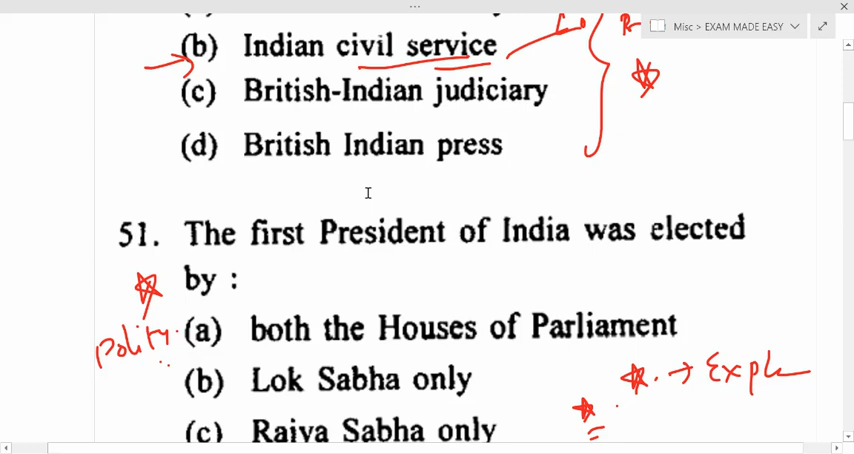 Misc > EXAM MADE EASY
(b) Indian civil service
(c) British-Indian judiciary
(d) British Indian press
51. The first President of India was elected
by :
polity
(a) both the Houses of Parliament
(b) Lok Sabha only
→ Expln
(c) Rajya Sabha only